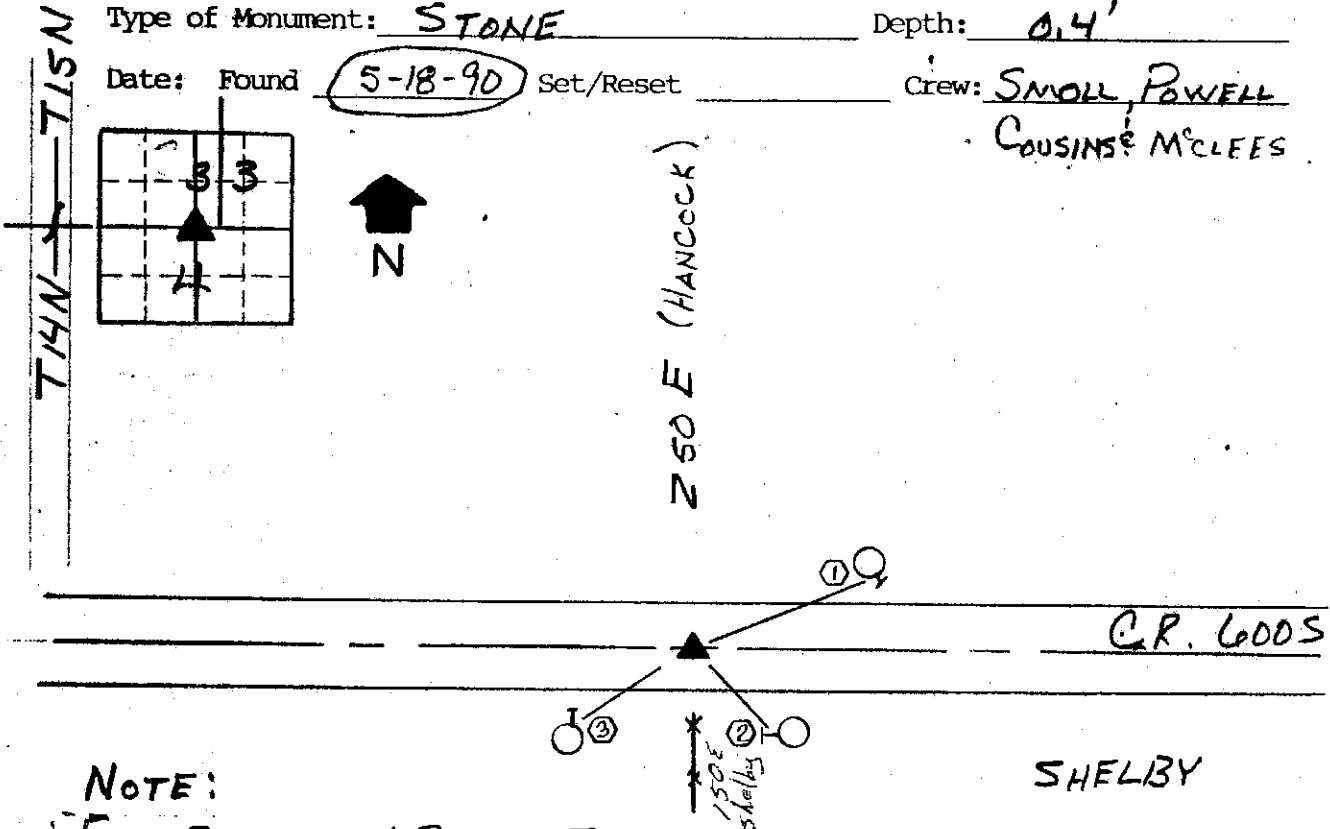 Type of Monument: STONE Depth: 0.4'
Date: Found 5-18-90 Set/Reset Crew: SMOLL, POWELL
COUSINS & McCLEES
T14N T15N
3 3
4
N
250 E (HANCOCK)
1
C.R. 600S
3
2
150E
Shelby
SHELBY
NOTE: